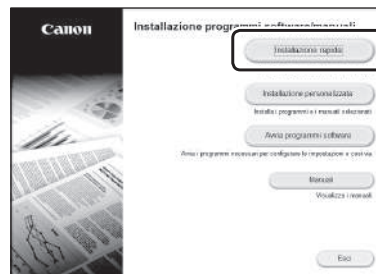 Canon
Installazione programmi software/manuali
Installazione rapida
Installazione personalizzata
Installa i programmi e i manuali selezionati
Avvia programmi software
Avvia i programmi necessari per configurare le impostazioni e così via
Manuali
Visualizza i manuali
Esci